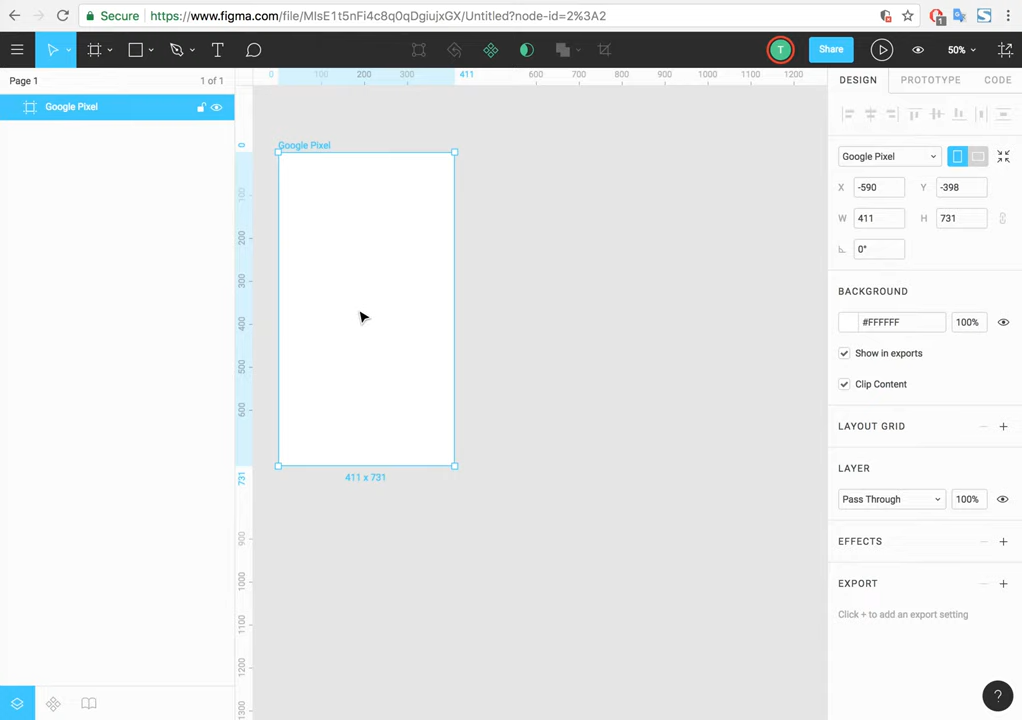 Secure https://www.figma.com/file/MlsE1t5nFi4c8q0qDgiujxGX/Untitled?node-id=2%3A2
1
T
Share
50%
Page 1
1 of 1
0 100 200 300 411 600 700 800 900 1000 1100 1200
DESIGN PROTOTYPE CODE
Google Pixel
Google Pixel
0
100
200
300
400
500
600
731
900
1000
1100
1200
1300
411 x 731
Google Pixel
X -590 Y -398
W 411 H 731
0°
BACKGROUND
#FFFFFF 100%
Show in exports
Clip Content
LAYOUT GRID
LAYER
Pass Through 100%
EFFECTS
EXPORT
Click + to add an export setting
?